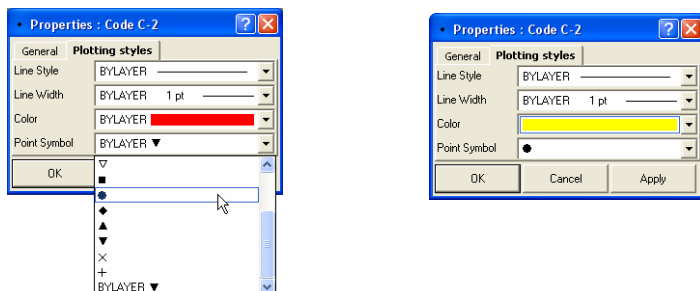 Properties : Code C-2
General Plotting styles
Line Style BYLAYER
Line Width BYLAYER 1 pt
Color BYLAYER
Point Symbol BYLAYER ▼
OK
▽
■
●
◆
▲
▼
×
+
BYLAYER ▼
Properties : Code C-2
General Plotting styles
Line Style BYLAYER
Line Width BYLAYER 1 pt
Color
Point Symbol ●
OK Cancel Apply